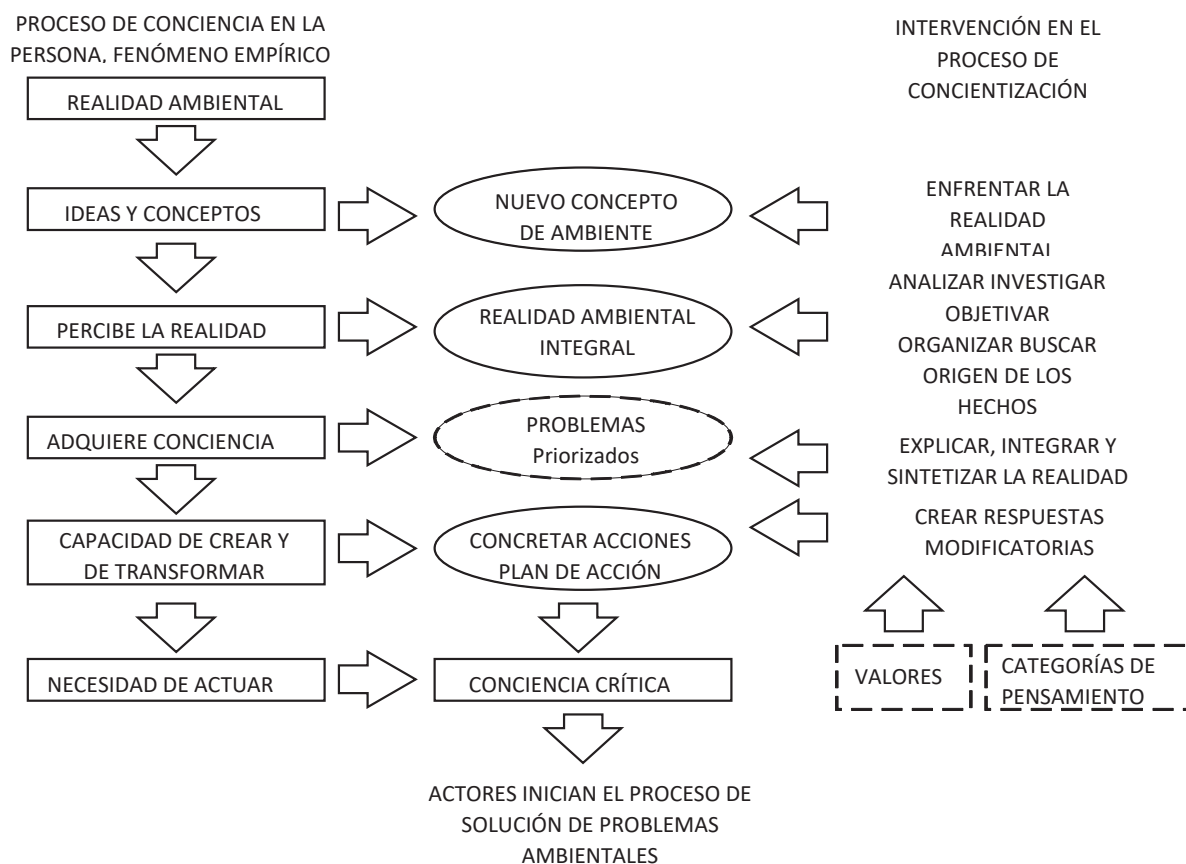 PROCESO DE CONCIENCIA EN LA
PERSONA, FENÓMENO EMPÍRICO
INTERVENCIÓN EN EL
PROCESO DE
CONCIENTIZACIÓN
REALIDAD AMBIENTAL
IDEAS Y CONCEPTOS
NUEVO CONCEPTO
DE AMBIENTE
ENFRENTAR LA
REALIDAD
AMBIENTAL
PERCIBE LA REALIDAD
REALIDAD AMBIENTAL
INTEGRAL
ANALIZAR INVESTIGAR
OBJETIVAR
ORGANIZAR BUSCAR
ORIGEN DE LOS
HECHOS
ADQUIERE CONCIENCIA
PROBLEMAS
Priorizados
EXPLICAR, INTEGRAR Y
SINTETIZAR LA REALIDAD
CAPACIDAD DE CREAR Y
DE TRANSFORMAR
CONCRETAR ACCIONES
PLAN DE ACCIÓN
CREAR RESPUESTAS
MODIFICATORIAS
NECESIDAD DE ACTUAR
CONCIENCIA CRÍTICA
VALORES
CATEGORÍAS DE
PENSAMIENTO
ACTORES INICIAN EL PROCESO DE
SOLUCIÓN DE PROBLEMAS
AMBIENTALES